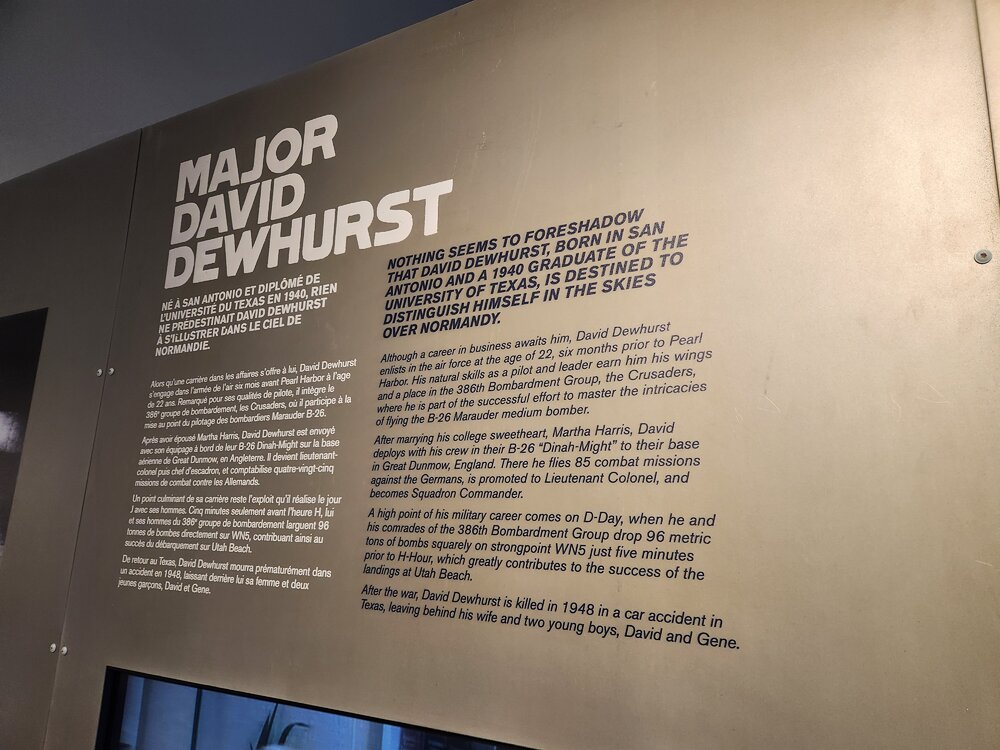 MAJOR
DAVID
DEWHURST
NÉ À SAN ANTONIO ET DIPLÔMÉ DE
L'UNIVERSITÉ DU TEXAS EN 1940, RIEN
NE PRÉDESTINAIT DAVID DEWHURST
À S'ILLUSTRER DANS LE CIEL DE
NORMANDIE.
Alors qu'une carrière dans les affaires s'offre à lui, David Dewhurst
s'engage dans l'armée de l'air six mois avant Pearl Harbor à l'âge
de 22 ans. Remarqué pour ses qualités de pilote, il intègre le
386e groupe de bombardement, les Crusaders, où il participe à la
mise au point du pilotage des bombardiers Marauder B-26.
Après avoir épousé Martha Harris, David Dewhurst est envoyé
avec son équipage à bord de leur B-26 Dinah-Might sur la base
aérienne de Great Dunmow, en Angleterre. Il devient lieutenant-
colonel puis chef d'escadron, et comptabilise quatre-vingt-cinq
missions de combat contre les Allemands.
Un point culminant de sa carrière reste l'exploit qu'il réalise le jour
J avec ses hommes. Cinq minutes seulement avant l'heure H, lui
et ses hommes du 386e groupe de bombardement larguent 96
tonnes de bombes directement sur WN5, contribuant ainsi au
succès du débarquement sur Utah Beach.
De retour au Texas, David Dewhurst mourra prématurément dans
un accident en 1948, laissant derrière lui sa femme et deux
jeunes garçons, David et Gene.
NOTHING SEEMS TO FORESHADOW
THAT DAVID DEWHURST, BORN IN SAN
ANTONIO AND A 1940 GRADUATE OF THE
UNIVERSITY OF TEXAS, IS DESTINED TO
DISTINGUISH HIMSELF IN THE SKIES
OVER NORMANDY.
Although a career in business awaits him, David Dewhurst
enlists in the air force at the age of 22, six months prior to Pearl
Harbor. His natural skills as a pilot and leader earn him his wings
and a place in the 386th Bombardment Group, the Crusaders,
where he is part of the successful effort to master the intricacies
of flying the B-26 Marauder medium bomber.
After marrying his college sweetheart, Martha Harris, David
deploys with his crew in their B-26 “Dinah-Might” to their base
in Great Dunmow, England. There he flies 85 combat missions
against the Germans, is promoted to Lieutenant Colonel, and
becomes Squadron Commander.
A high point of his military career comes on D-Day, when he and
his comrades of the 386th Bombardment Group drop 96 metric
tons of bombs squarely on strongpoint WN5 just five minutes
prior to H-Hour, which greatly contributes to the success of the
landings at Utah Beach.
After the war, David Dewhurst is killed in 1948 in a car accident in
Texas, leaving behind his wife and two young boys, David and Gene.